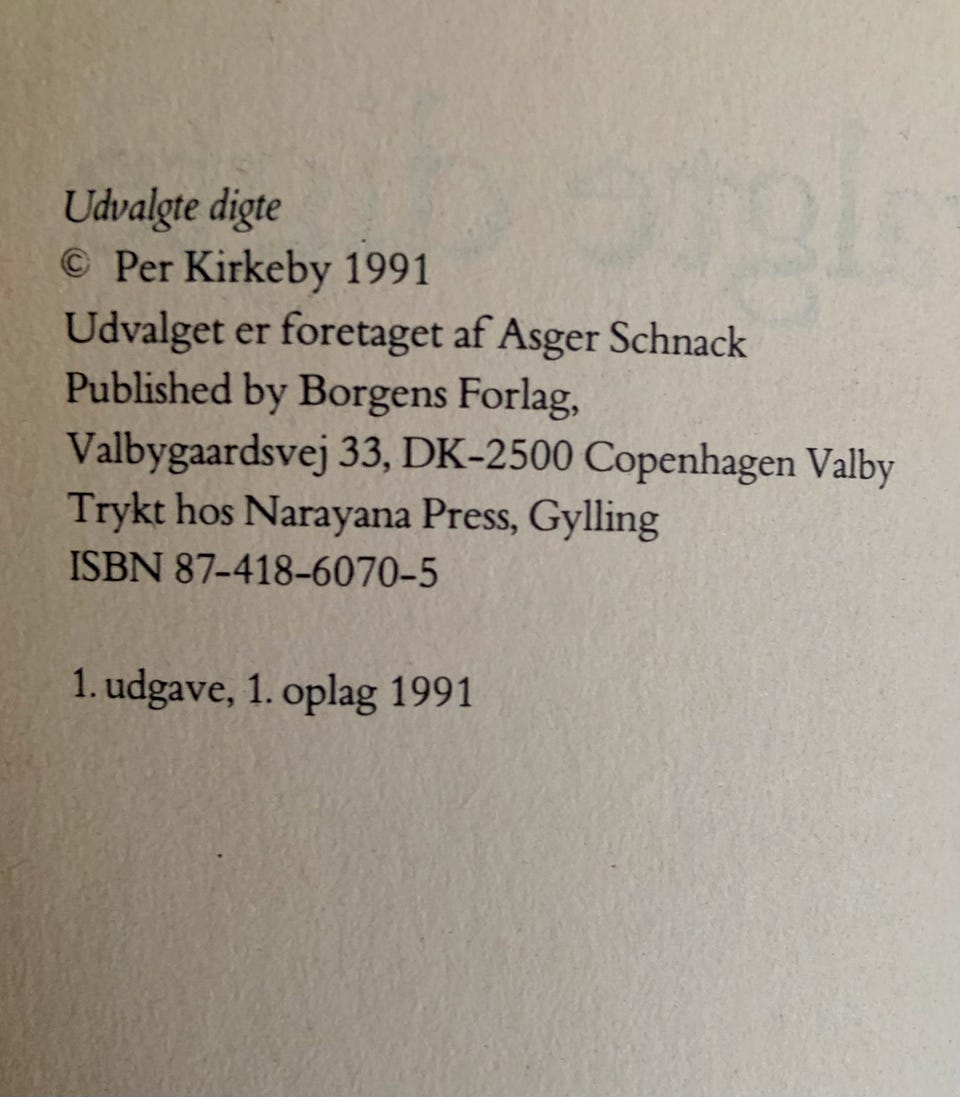 Udvalgte digte
© Per Kirkeby 1991
Udvalget er foretaget af Asger Schnack
Published by Borgens Forlag,
Valbygaardsvej 33, DK-2500 Copenhagen Valby
Trykt hos Narayana Press, Gylling
ISBN 87-418-6070-5
1. udgave, 1. oplag 1991